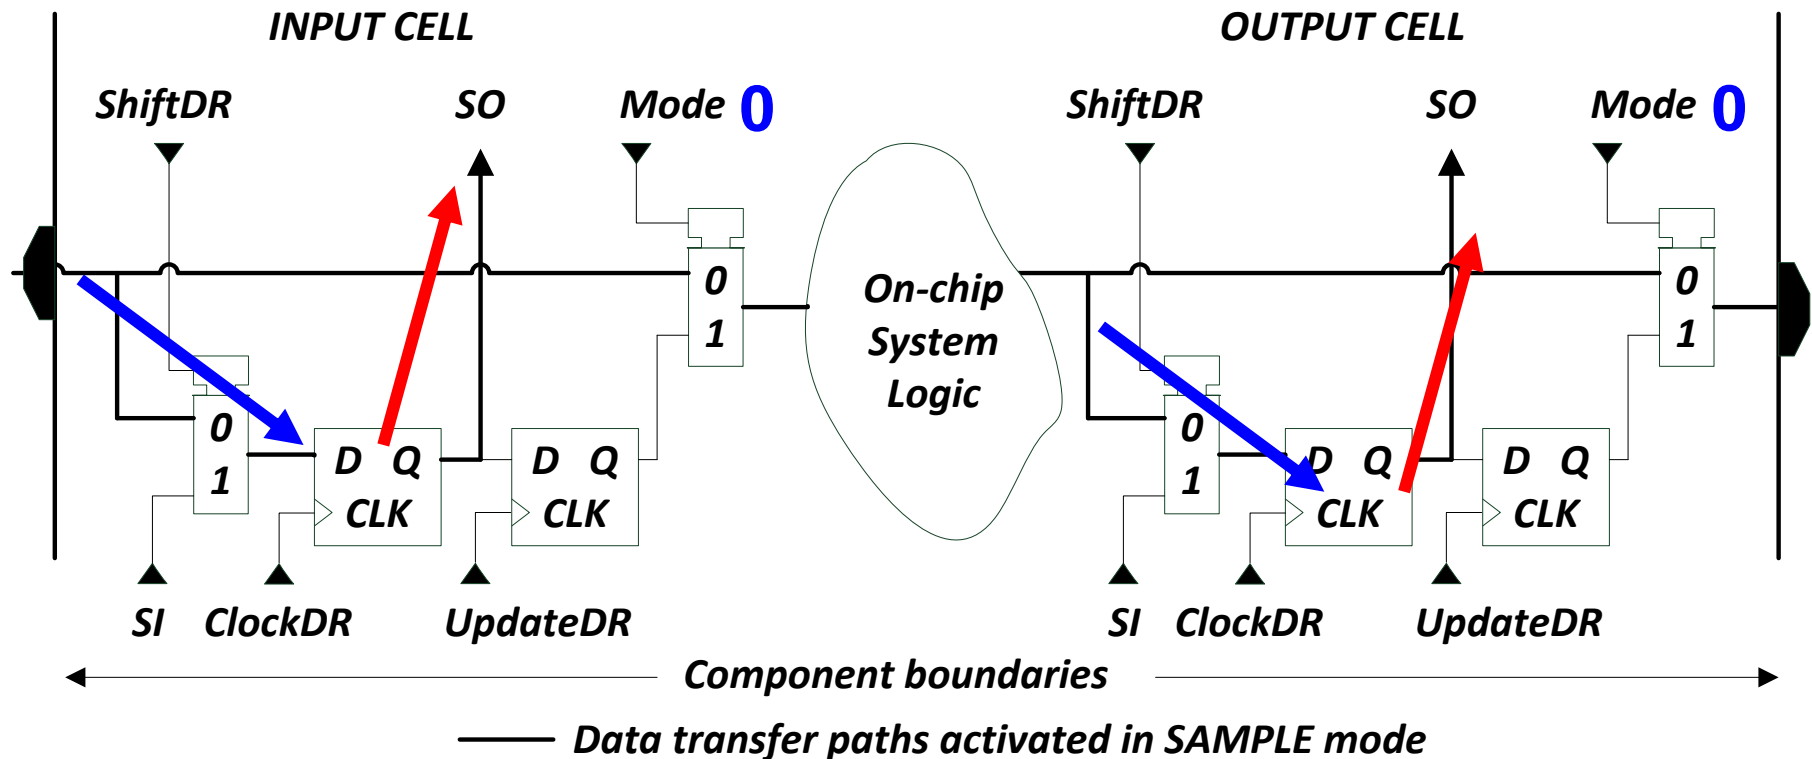 INPUT CELL
OUTPUT CELL
ShiftDR
SO
Mode 0
ShiftDR
SO
Mode 0
0
1
On-chip
System
Logic
0
1
0
1
D Q
CLK
D Q
CLK
0
1
D Q
CLK
D Q
CLK
SI
ClockDR
UpdateDR
SI
ClockDR
UpdateDR
Component boundaries
Data transfer paths activated in SAMPLE mode